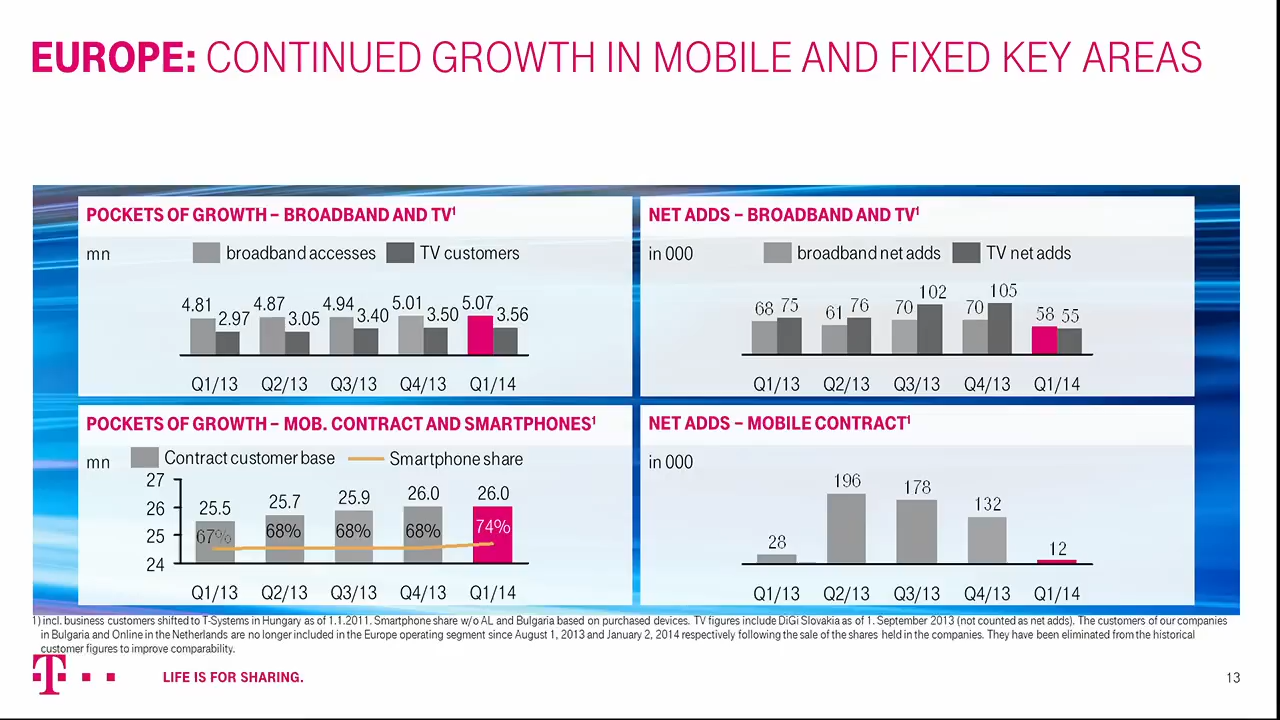 EUROPE: CONTINUED GROWTH IN MOBILE AND FIXED KEY AREAS
POCKETS OF GROWTH – BROADBAND AND TV¹
mn
broadband accesses
TV customers
4.81 2.97 4.87 3.05 4.94 3.40 5.01 3.50 5.07 3.56
Q1/13 Q2/13 Q3/13 Q4/13 Q1/14
NET ADDS – BROADBAND AND TV¹
in 000
broadband net adds
TV net adds
68 75 61 76 70 102 70 105 58 55
Q1/13 Q2/13 Q3/13 Q4/13 Q1/14
POCKETS OF GROWTH – MOB. CONTRACT AND SMARTPHONES¹
mn
Contract customer base
Smartphone share
27
26
25
24
25.5 25.7 25.9 26.0 26.0
67% 68% 68% 68% 74%
Q1/13 Q2/13 Q3/13 Q4/13 Q1/14
NET ADDS – MOBILE CONTRACT¹
in 000
28 196 178 132 12
Q1/13 Q2/13 Q3/13 Q4/13 Q1/14
1) incl. business customers shifted to T-Systems in Hungary as of 1.1.2011. Smartphone share w/o AL and Bulgaria based on purchased devices. TV figures include DiGi Slovakia as of 1. September 2013 (not counted as net adds). The customers of our companies
in Bulgaria and Online in the Netherlands are no longer included in the Europe operating segment since August 1, 2013 and January 2, 2014 respectively following the sale of the shares held in the companies. They have been eliminated from the historical
customer figures to improve comparability.
T
LIFE IS FOR SHARING.
13